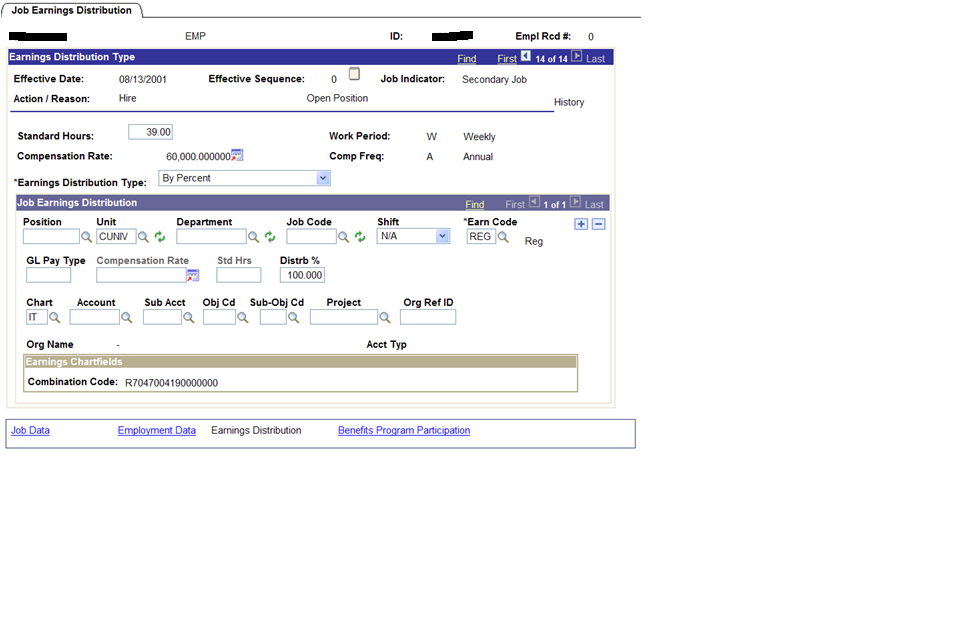 Job Earnings Distribution
EMP ID: Empl Rcd #: 0
Earnings Distribution Type Find First 14 of 14 Last
Effective Date: 08/13/2001 Effective Sequence: 0 Job Indicator: Secondary Job
Action / Reason: Hire Open Position
History
Standard Hours: 39.00 Work Period: W Weekly
Compensation Rate: 60,000.000000 Comp Freq: A Annual
*Earnings Distribution Type: By Percent
Job Earnings Distribution Find First 1 of 1 Last
Position Unit Department Job Code Shift *Earn Code
CUNIV N/A REG Reg
GL Pay Type Compensation Rate Std Hrs Distrb %
100.000
Chart Account Sub Acct Obj Cd Sub-Obj Cd Project Org Ref ID
IT
Org Name - Acct Typ
Earnings Chartfields
Combination Code: R7047004190000000
Job Data Employment Data Earnings Distribution Benefits Program Participation